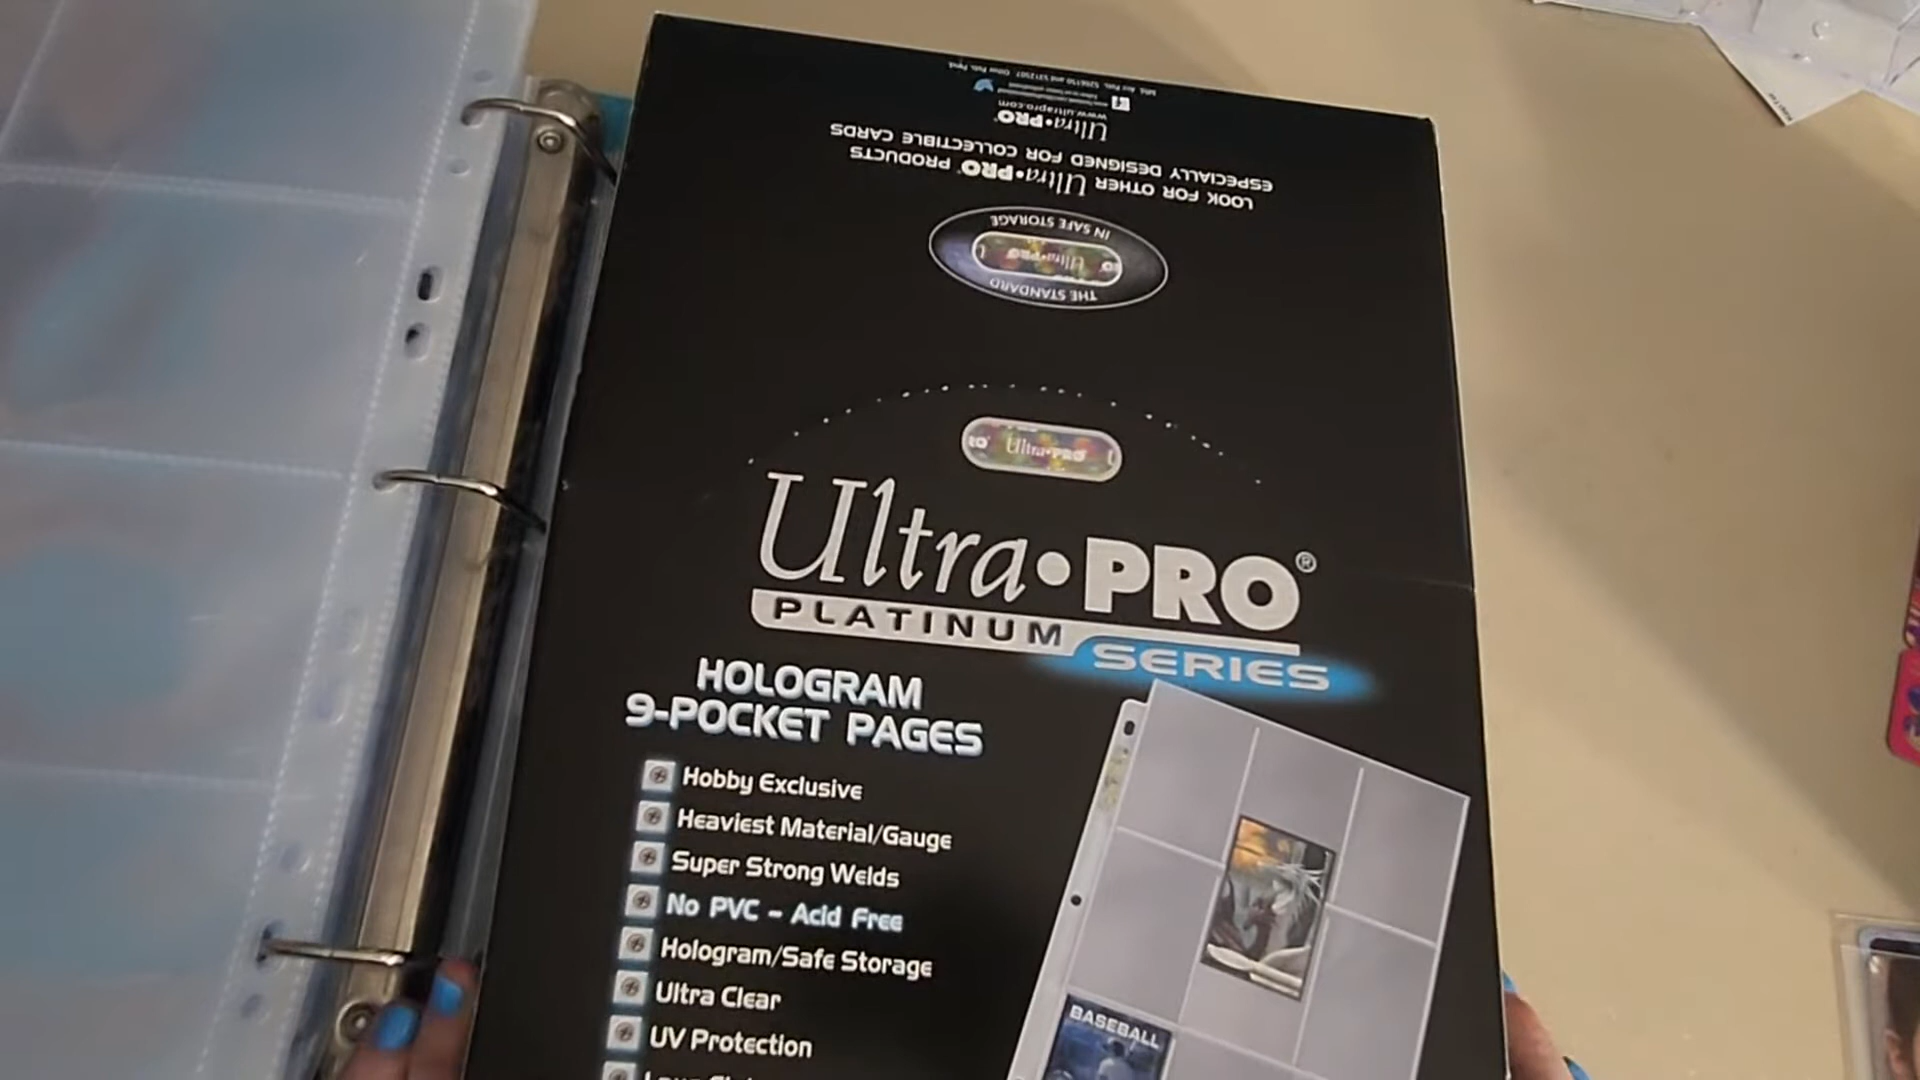 www.ultrapro.com
Ultra•PRO®
ESPECIALLY DESIGNED FOR COLLECTIBLE CARDS
LOOK FOR OTHER Ultra•PRO® PRODUCTS
IN SAFE STORAGE
Ultra•PRO
THE STANDARD
Ultra•PRO
Ultra•PRO®
PLATINUM
SERIES
HOLOGRAM
9-POCKET PAGES
Hobby Exclusive
Heaviest Material/Gauge
Super Strong Welds
No PVC - Acid Free
Hologram/Safe Storage
Ultra Clear
UV Protection
BASEBALL